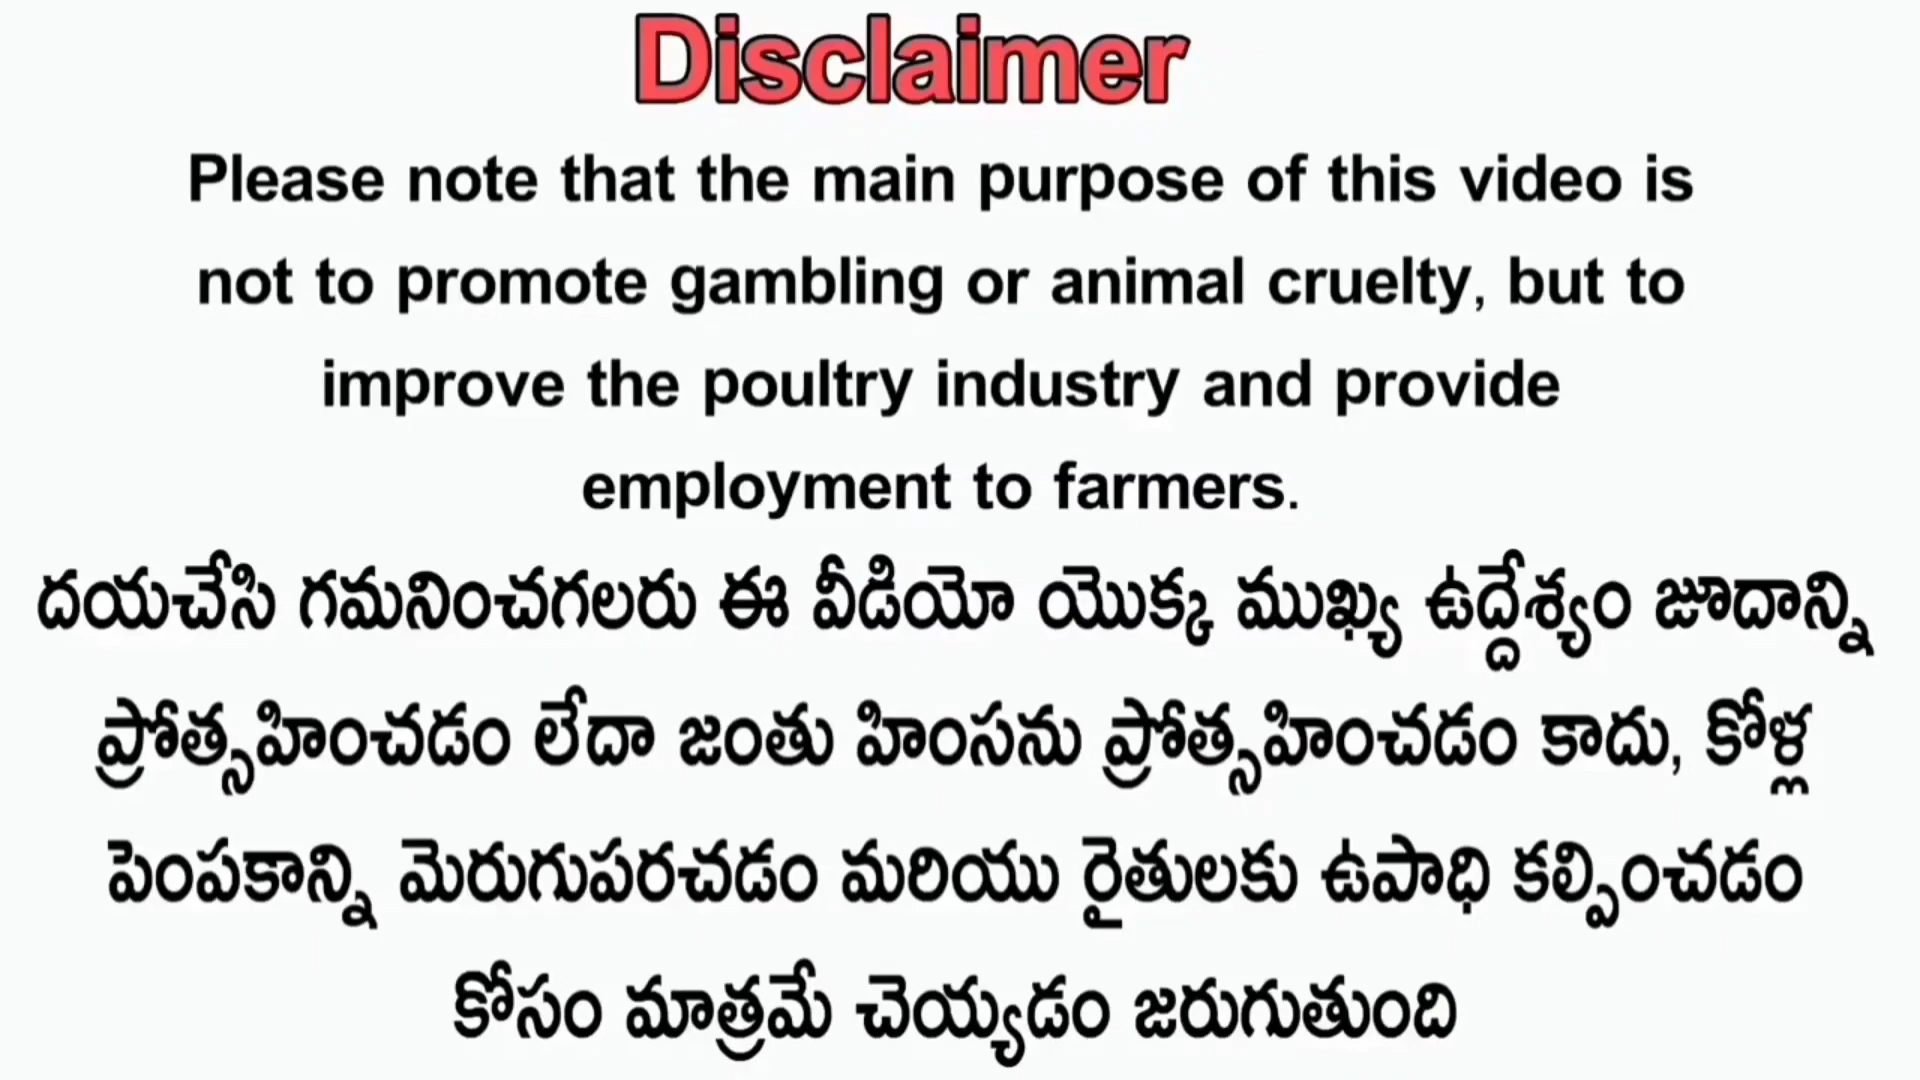 Disclaimer
Please note that the main purpose of this video is
not to promote gambling or animal cruelty, but to
improve the poultry industry and provide
employment to farmers.
దయచేసి గమనించగలరు ఈ వీడియో యొక్క ముఖ్య ఉద్దేశ్యం జూదాన్ని
ప్రోత్సహించడం లేదా జంతు హింసను ప్రోత్సహించడం కాదు, కోళ్ల
పెంపకాన్ని మెరుగుపరచడం మరియు రైతులకు ఉపాధి కల్పించడం
కోసం మాత్రమే చెయ్యడం జరుగుతుంది